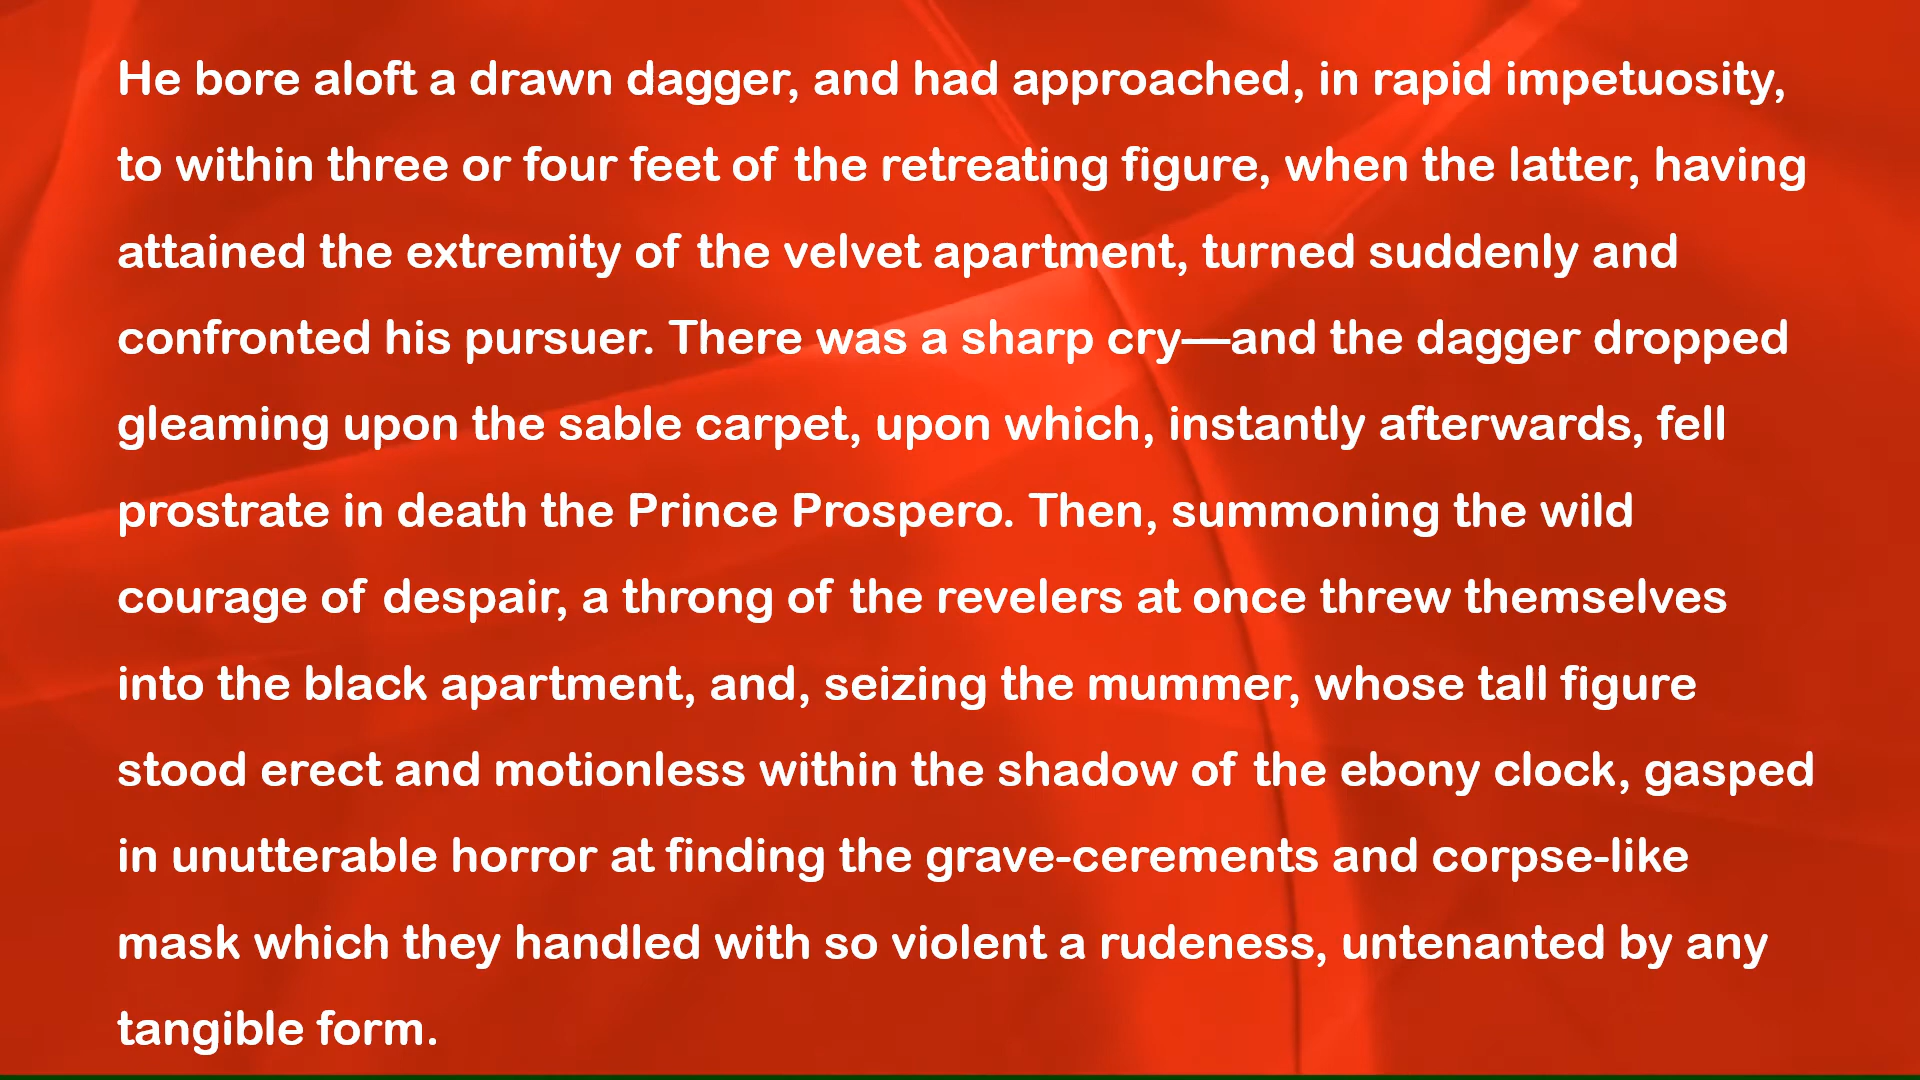 He bore aloft a drawn dagger, and had approached, in rapid impetuosity,
to within three or four feet of the retreating figure, when the latter, having
attained the extremity of the velvet apartment, turned suddenly and
confronted his pursuer. There was a sharp cry—and the dagger dropped
gleaming upon the sable carpet, upon which, instantly afterwards, fell
prostrate in death the Prince Prospero. Then, summoning the wild
courage of despair, a throng of the revelers at once threw themselves
into the black apartment, and, seizing the mummer, whose tall figure
stood erect and motionless within the shadow of the ebony clock, gasped
in unutterable horror at finding the grave-cerements and corpse-like
mask which they handled with so violent a rudeness, untenanted by any
tangible form.